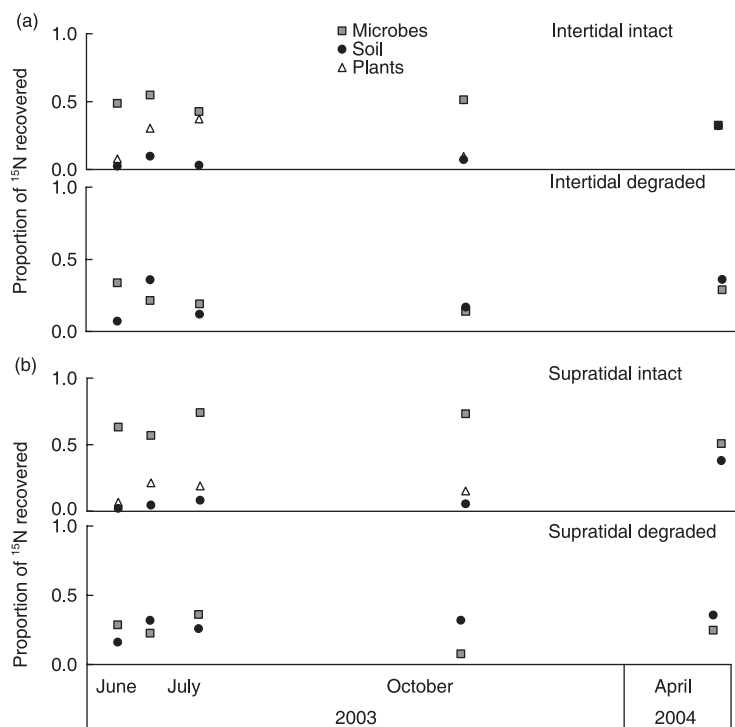 (a)
Microbes
Soil
Plants
Intertidal intact
1.0
0.5
0.0
Intertidal degraded
1.0
0.5
0.0
Proportion of ¹⁵N recovered
(b)
Supratidal intact
1.0
0.5
0.0
Supratidal degraded
1.0
0.5
0.0
Proportion of ¹⁵N recovered
June July October April
2003 2004